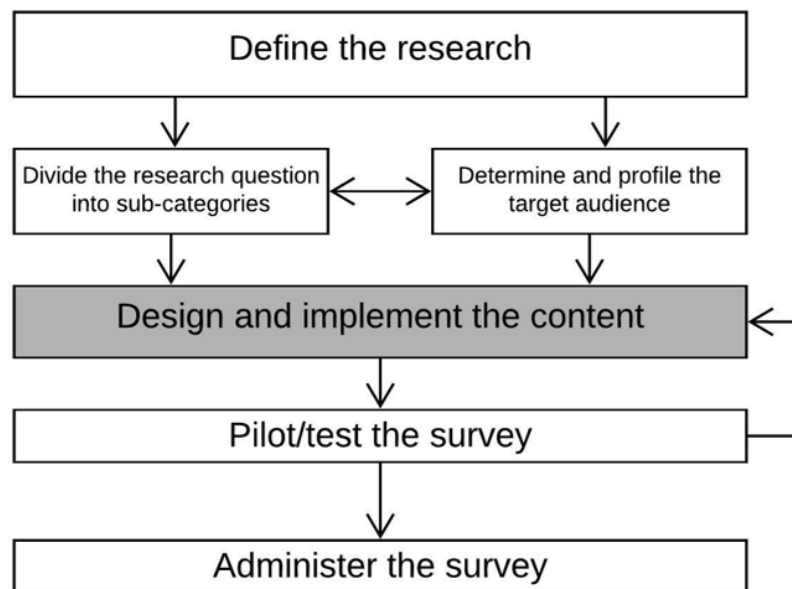 Define the research
Divide the research question
into sub-categories
Determine and profile the
target audience
Design and implement the content
Pilot/test the survey
Administer the survey